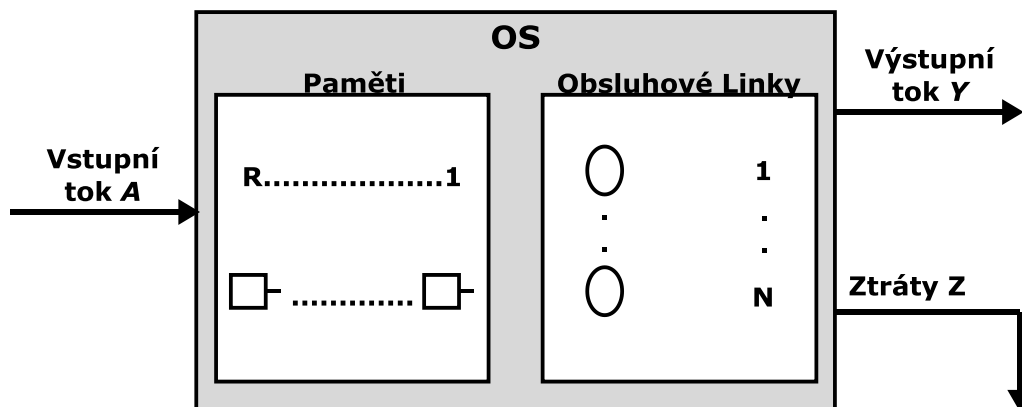 OS
Paměti
Obsluhové Linky
Výstupní
tok Y
Vstupní
tok A
R...................1
1
.
.
.
.
.............
N
Ztráty Z